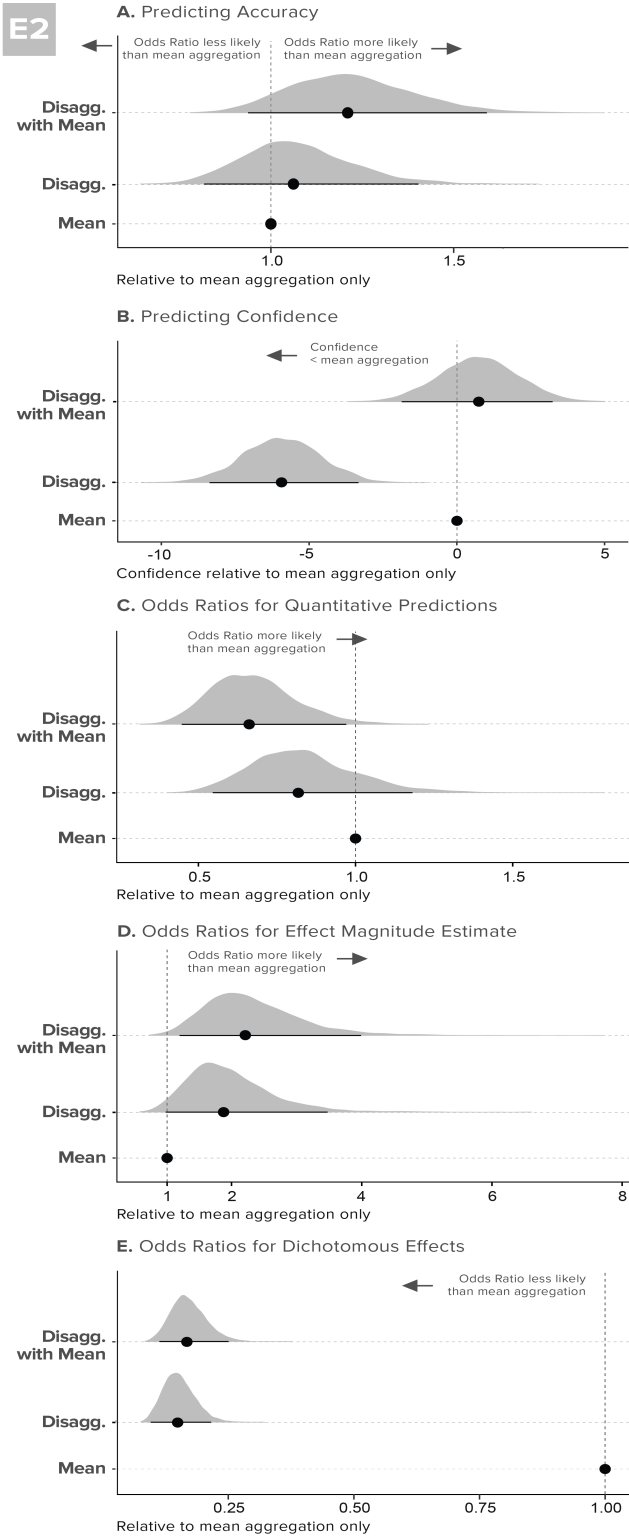 E2
A. Predicting Accuracy
Odds Ratio less likely
than mean aggregation
Odds Ratio more likely
than mean aggregation
Disagg.
with Mean
Disagg.
Mean
1.0
1.5
Relative to mean aggregation only
B. Predicting Confidence
Confidence
< mean aggregation
Disagg.
with Mean
Disagg.
Mean
-10
-5
0
5
Confidence relative to mean aggregation only
C. Odds Ratios for Quantitative Predictions
Odds Ratio more likely
than mean aggregation
Disagg.
with Mean
Disagg.
Mean
0.5
1.0
1.5
Relative to mean aggregation only
D. Odds Ratios for Effect Magnitude Estimate
Odds Ratio more likely
than mean aggregation
Disagg.
with Mean
Disagg.
Mean
1
2
4
6
8
Relative to mean aggregation only
E. Odds Ratios for Dichotomous Effects
Odds Ratio less likely
than mean aggregation
Disagg.
with Mean
Disagg.
Mean
0.25
0.50
0.75
1.00
Relative to mean aggregation only